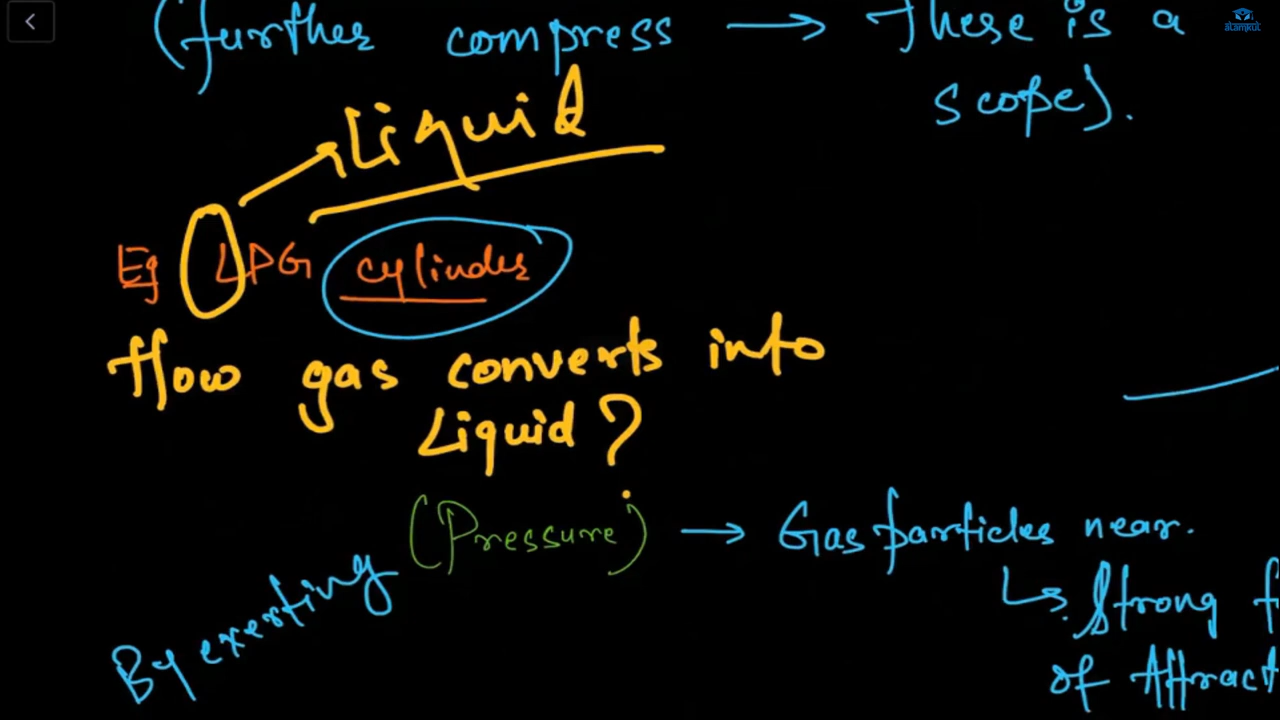 (further compress → There is a
scope).
Liquid
Eg LPG cylinder
How gas converts into
Liquid ?
By exerting (Pressure) → Gas particles near.
↳ Strong f
of Attract
atamkut